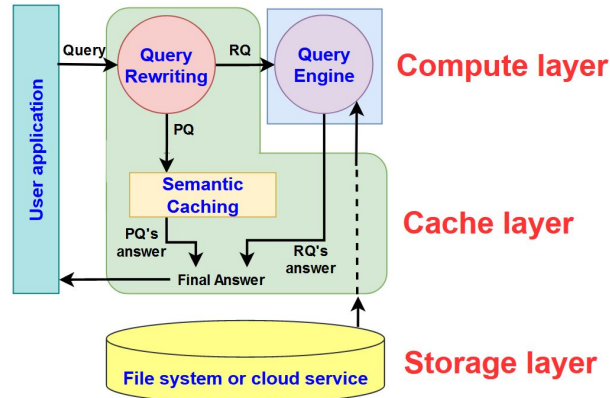 Query
Query
Rewriting
RQ
Query
Engine
Compute layer
User application
PQ
Semantic
Caching
Cache layer
PQ's
answer
RQ's
answer
Final Answer
Storage layer
File system or cloud service